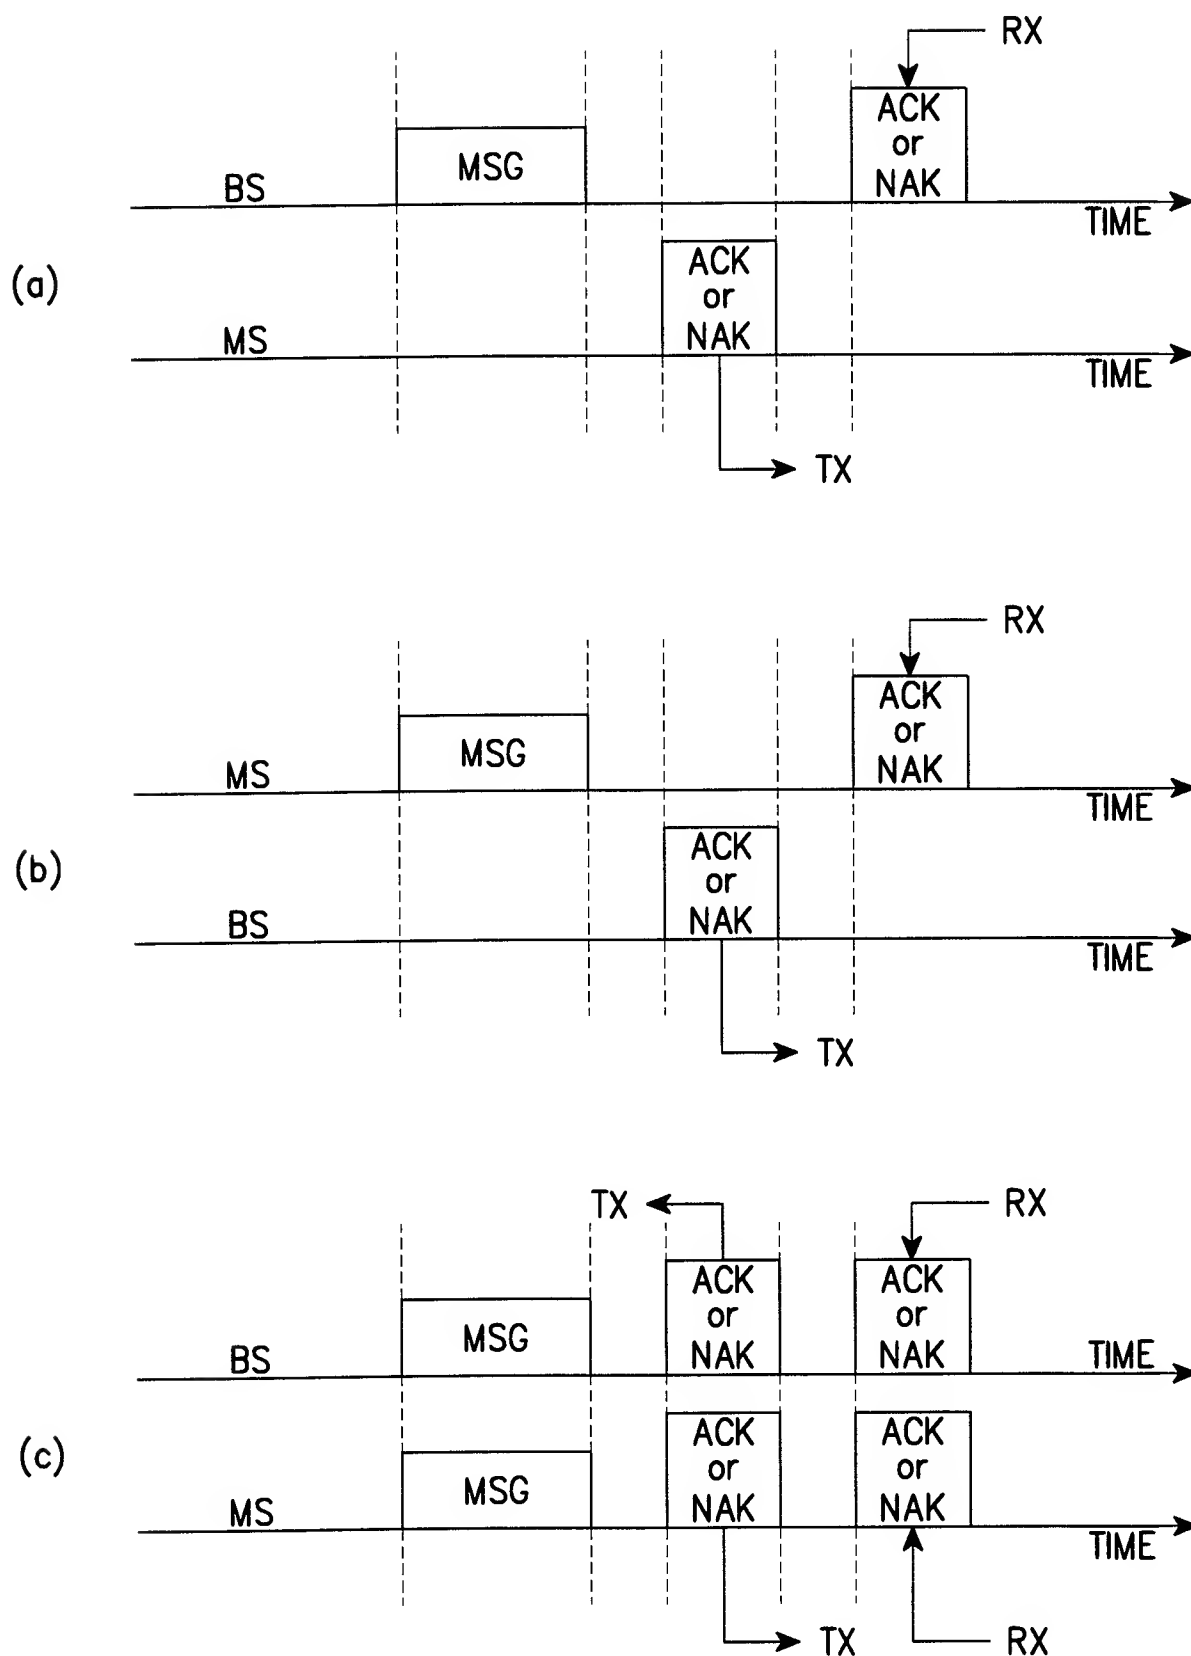 RX
ACK
or
NAK
MSG
BS
TIME
ACK
or
NAK
(a)
MS
TIME
TX
RX
ACK
or
NAK
MSG
MS
TIME
ACK
or
NAK
(b)
BS
TIME
TX
TX
RX
ACK
or
NAK
ACK
or
NAK
MSG
BS
TIME
(c)
ACK
or
NAK
ACK
or
NAK
MSG
MS
TIME
TX
RX